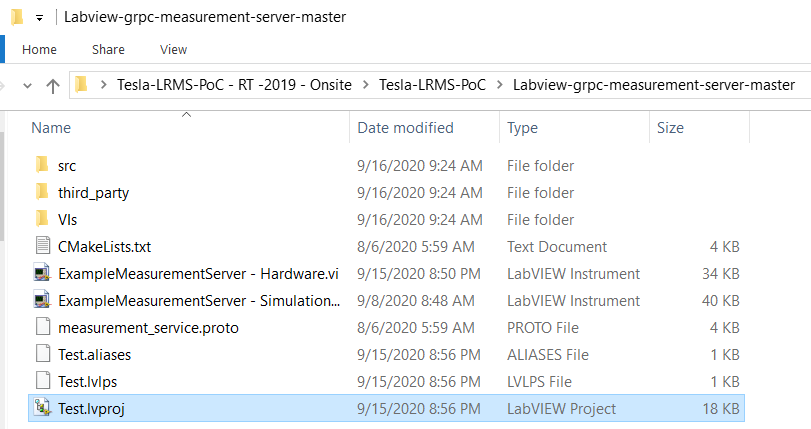 Labview-grpc-measurement-server-master
Home Share View
Tesla-LRMS-PoC - RT -2019 - Onsite Tesla-LRMS-PoC Labview-grpc-measurement-server-master
Name Date modified Type Size
src 9/16/2020 9:24 AM File folder
third_party 9/16/2020 9:24 AM File folder
VIs 9/16/2020 9:24 AM File folder
CMakeLists.txt 8/6/2020 5:59 AM Text Document 4 KB
ExampleMeasurementServer - Hardware.vi 9/15/2020 8:50 PM LabVIEW Instrument 34 KB
ExampleMeasurementServer - Simulation... 9/8/2020 8:48 AM LabVIEW Instrument 40 KB
measurement_service.proto 8/6/2020 5:59 AM PROTO File 4 KB
Test.aliases 9/15/2020 8:56 PM ALIASES File 1 KB
Test.lvlps 9/15/2020 8:56 PM LVLPS File 1 KB
Test.lvproj 9/15/2020 8:56 PM LabVIEW Project 18 KB